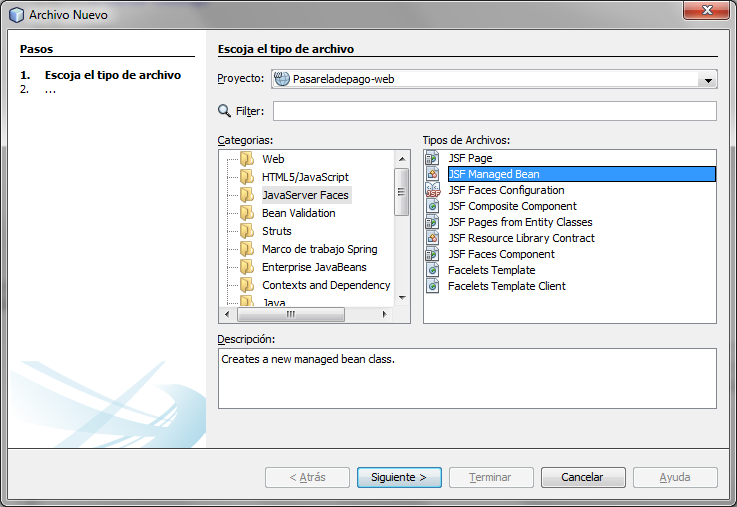 Archivo Nuevo
Pasos
1. Escoja el tipo de archivo
2. ...
Escoja el tipo de archivo
Proyecto: Pasareladepago-web
Filter:
Categorías:
Web
HTML5/JavaScript
JavaServer Faces
Bean Validation
Struts
Marco de trabajo Spring
Enterprise JavaBeans
Contexts and Dependency
Java
Tipos de Archivos:
JSF Page
JSF Managed Bean
JSF Faces Configuration
JSF Composite Component
JSF Pages from Entity Classes
JSF Resource Library Contract
JSF Faces Component
Facelets Template
Facelets Template Client
Descripción:
Creates a new managed bean class.
< Atrás
Siguiente >
Terminar
Cancelar
Ayuda